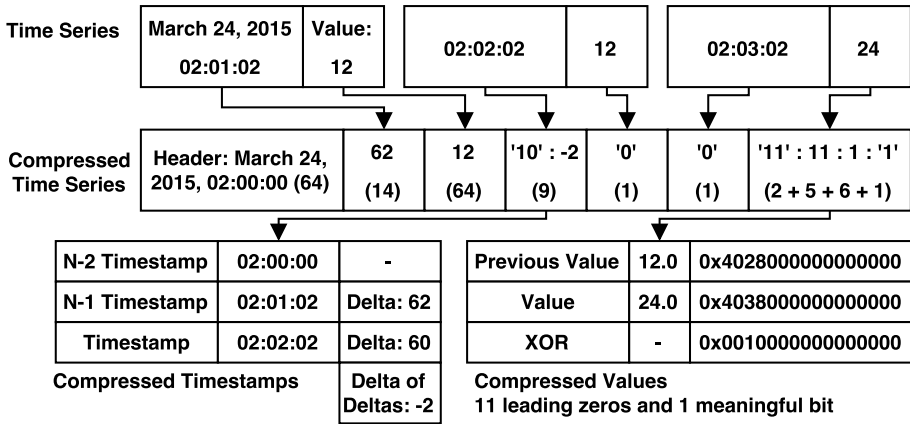 Time Series
March 24, 2015
02:01:02
Value:
12
02:02:02
12
02:03:02
24
Compressed
Time Series
Header: March 24,
2015, 02:00:00 (64)
62
(14)
12
(64)
'10' : -2
(9)
'0'
(1)
'0'
(1)
'11' : 11 : 1 : '1'
(2 + 5 + 6 + 1)
N-2 Timestamp 02:00:00 -
N-1 Timestamp 02:01:02 Delta: 62
Timestamp 02:02:02 Delta: 60
Compressed Timestamps
Delta of
Deltas: -2
Previous Value 12.0 0x4028000000000000
Value 24.0 0x4038000000000000
XOR - 0x0010000000000000
Compressed Values
11 leading zeros and 1 meaningful bit